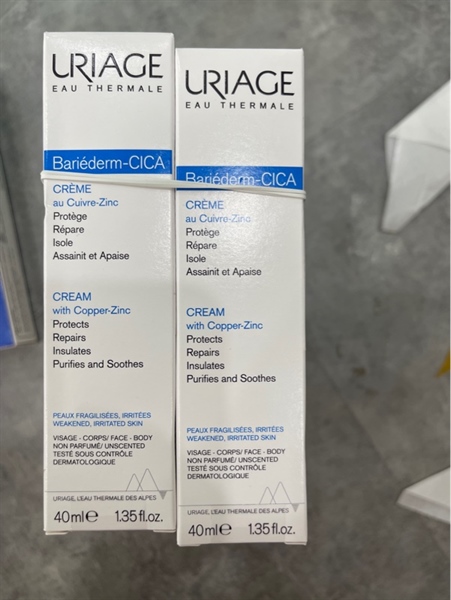 URIAGE
EAU THERMALE
Bariéderm-CICA
CRÈME
au Cuivre-Zinc
Protège
Répare
Isole
Assainit et Apaise
CREAM
with Copper-Zinc
Protects
Repairs
Insulates
Purifies and Soothes
PEAUX FRAGILISÉES, IRRITÉES
WEAKENED, IRRITATED SKIN
VISAGE - CORPS/ FACE - BODY
NON PARFUMÉ/ UNSCENTED
TESTÉ SOUS CONTRÔLE
DERMATOLOGIQUE
URIAGE, L'EAU THERMALE DES ALPES
40 ml e 1.35 fl.oz.
URIAGE
EAU THERMALE
Bariéderm-CICA
CRÈME
au Cuivre-Zinc
Protège
Répare
Isole
Assainit et Apaise
CREAM
with Copper-Zinc
Protects
Repairs
Insulates
Purifies and Soothes
PEAUX FRAGILISÉES, IRRITÉES
WEAKENED, IRRITATED SKIN
VISAGE - CORPS/ FACE - BODY
NON PARFUMÉ/ UNSCENTED
TESTÉ SOUS CONTRÔLE
DERMATOLOGIQUE
URIAGE, L'EAU THERMALE DES ALPES
40 ml e 1.35 fl.oz.